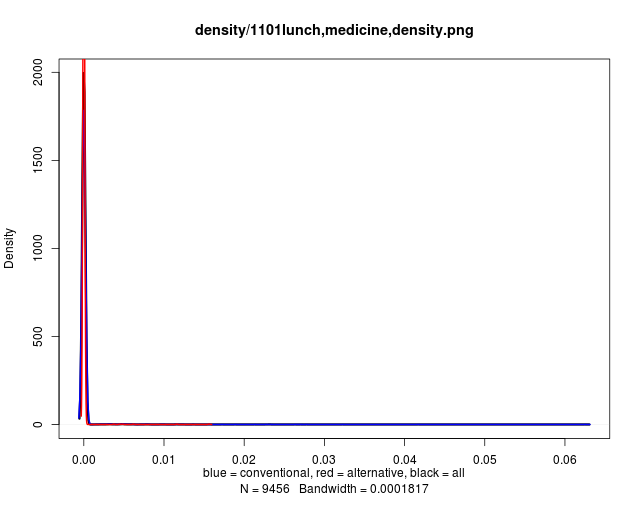 density/1101lunch,medicine,density.png
Density
2000
1500
1000
500
0
0.00 0.01 0.02 0.03 0.04 0.05 0.06
blue = conventional, red = alternative, black = all
N = 9456 Bandwidth = 0.0001817